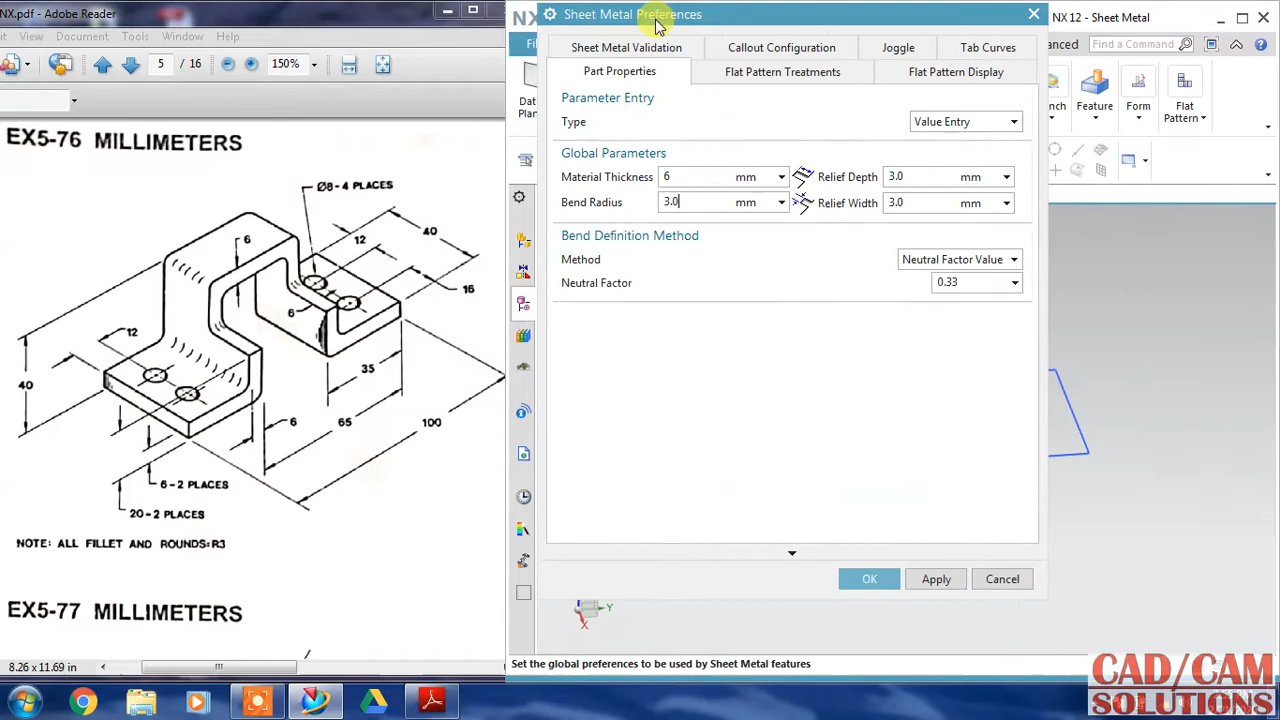 NX.pdf - Adobe Reader
View Document Tools Window Help
5 / 16 150%
EX5-76 MILLIMETERS
Ø8-4 PLACES
6
12
40
16
6
12
35
40
6
65
100
6-2 PLACES
20-2 PLACES
NOTE: ALL FILLET AND ROUNDS=R3
EX5-77 MILLIMETERS
8.26 x 11.69 in
NX
NX 12 - Sheet Metal
Find a Command
Feature
Form
Flat
Pattern
Sheet Metal Preferences
Sheet Metal Validation Callout Configuration Joggle Tab Curves
Part Properties Flat Pattern Treatments Flat Pattern Display
Parameter Entry
Type Value Entry
Global Parameters
Material Thickness 6 mm Relief Depth 3.0 mm
Bend Radius 3.0 mm Relief Width 3.0 mm
Bend Definition Method
Method Neutral Factor Value
Neutral Factor 0.33
OK Apply Cancel
Y
X
Set the global preferences to be used by Sheet Metal features
CAD/CAM
SOLUTIONS